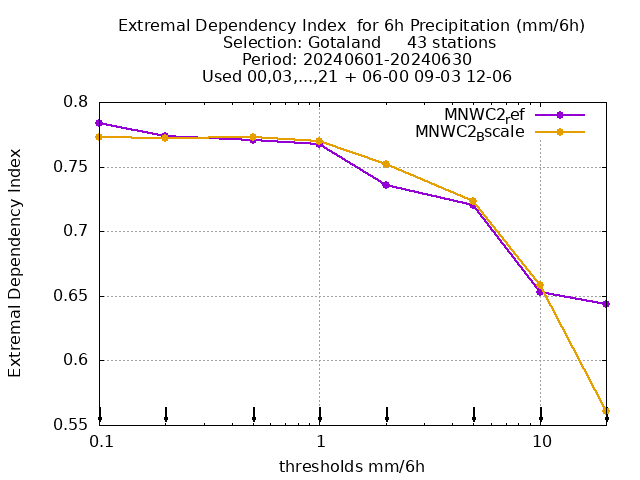 Extremal Dependency Index  for 6h Precipitation (mm/6h)
Selection: Gotaland     43 stations
Period: 20240601-20240630
Used 00,03,...,21 + 06-00 09-03 12-06
MNWC2ref
MNWC2Bscale
Extremal Dependency Index
0.8
0.75
0.7
0.65
0.6
0.55
0.1
1
10
thresholds mm/6h